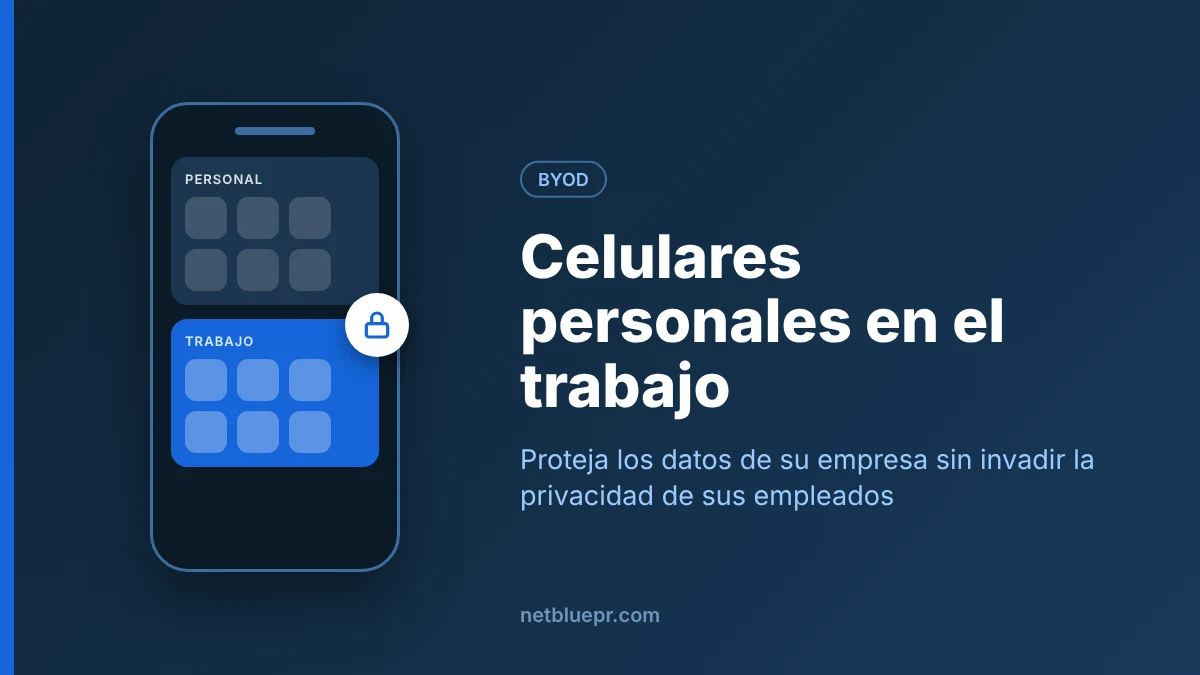 PERSONAL
TRABAJO
BYOD
Celulares
personales en el
trabajo
Proteja los datos de su empresa sin invadir la
privacidad de sus empleados
netbluepr.com